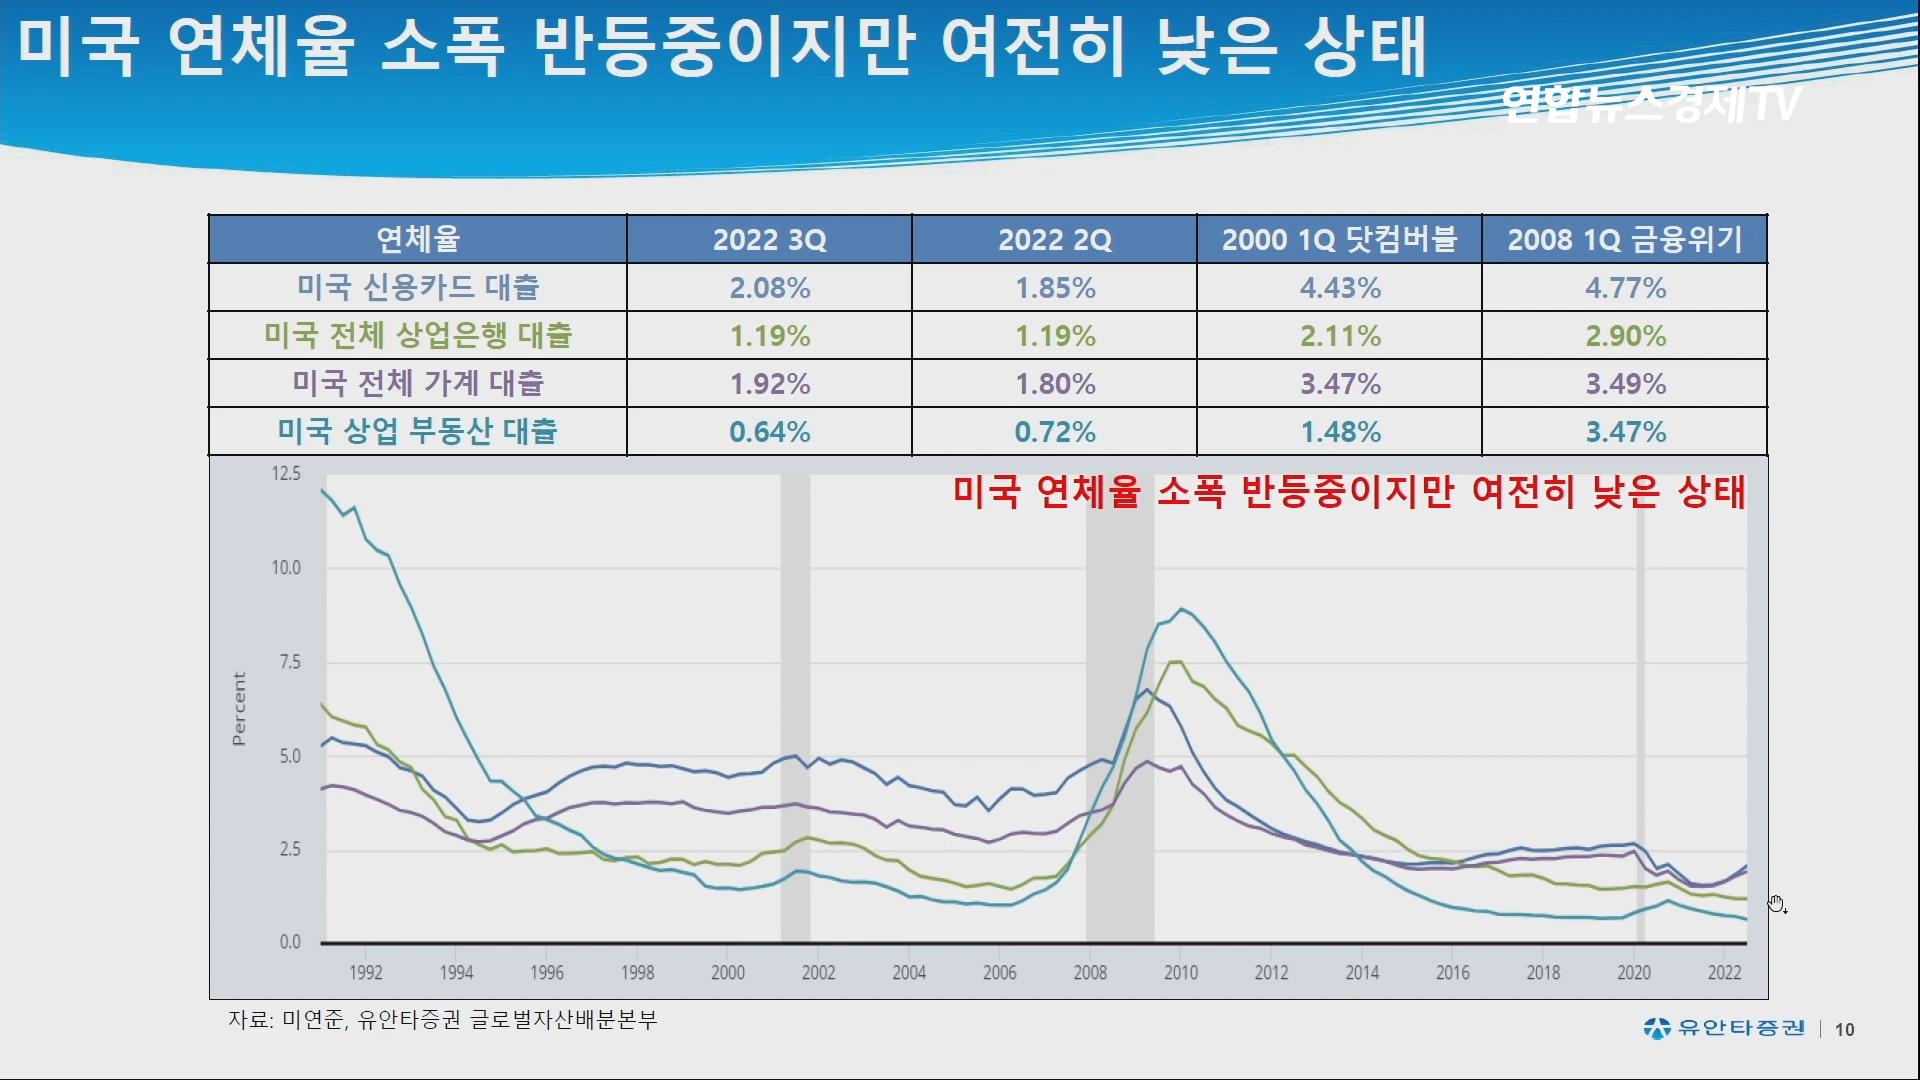 미국 연체율 소폭 반등중이지만 여전히 낮은 상태
연합뉴스경제TV
연체율 2022 3Q 2022 2Q 2000 1Q 닷컴버블 2008 1Q 금융위기
미국 신용카드 대출 2.08% 1.85% 4.43% 4.77%
미국 전체 상업은행 대출 1.19% 1.19% 2.11% 2.90%
미국 전체 가계 대출 1.92% 1.80% 3.47% 3.49%
미국 상업 부동산 대출 0.64% 0.72% 1.48% 3.47%
미국 연체율 소폭 반등중이지만 여전히 낮은 상태
12.5
10.0
7.5
5.0
2.5
0.0
Percent
1992 1994 1996 1998 2000 2002 2004 2006 2008 2010 2012 2014 2016 2018 2020 2022
자료: 미연준, 유안타증권 글로벌자산배분본부
유안타증권 10